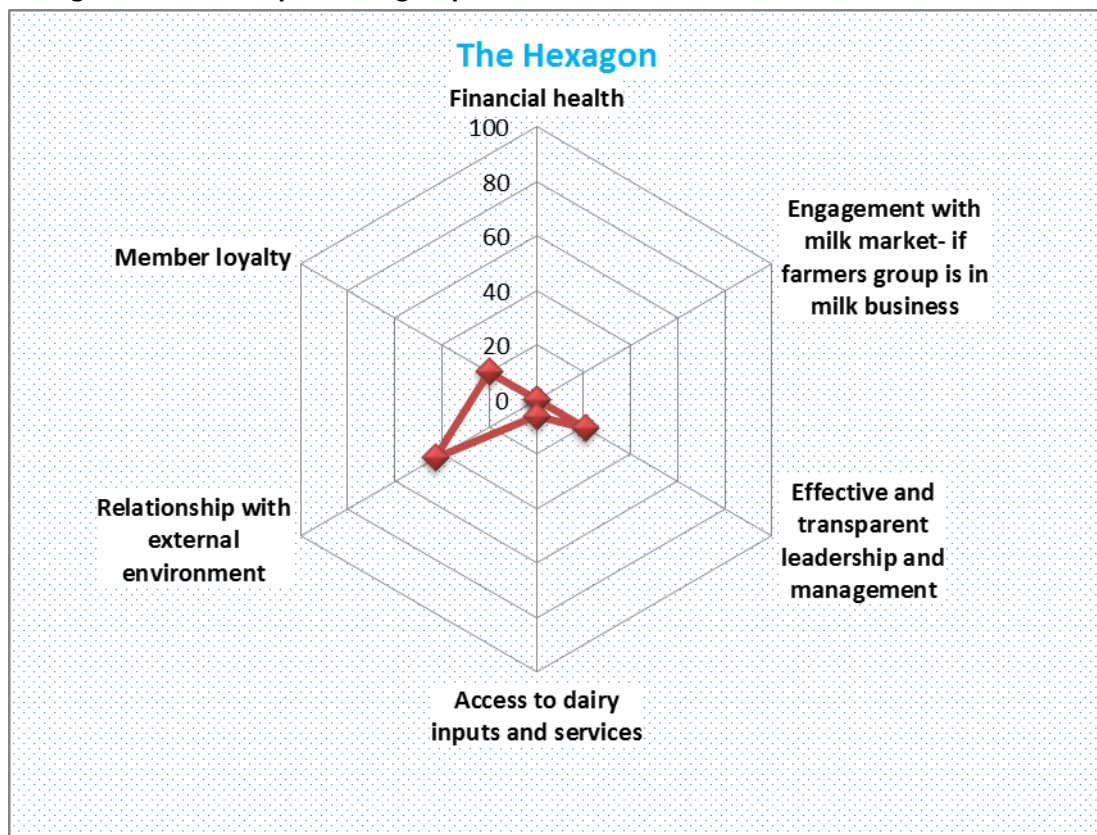 The Hexagon
Financial health
100
80
60
40
20
0
Engagement with
milk market- if
farmers group is in
milk business
Effective and
transparent
leadership and
management
Access to dairy
inputs and services
Relationship with
external
environment
Member loyalty